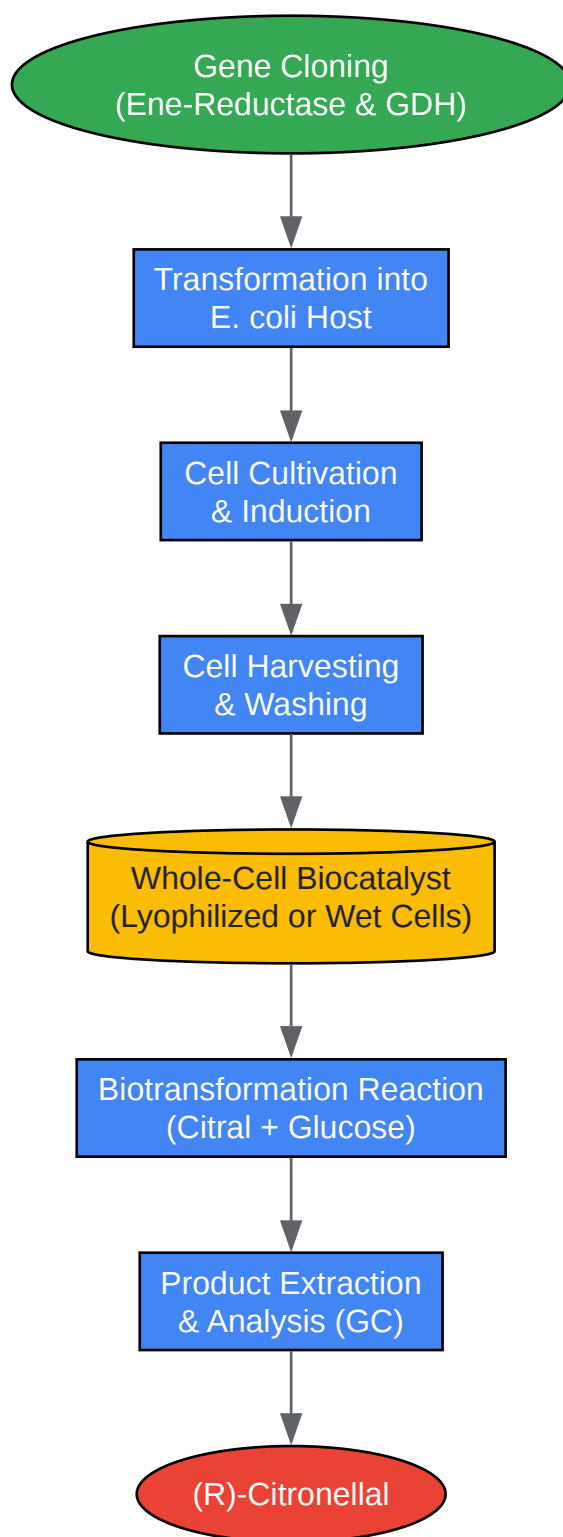 Gene Cloning
(Ene-Reductase & GDH)
Transformation into
E. coli Host
Cell Cultivation
& Induction
Cell Harvesting
& Washing
Whole-Cell Biocatalyst
(Lyophilized or Wet Cells)
Biotransformation Reaction
(Citral + Glucose)
Product Extraction
& Analysis (GC)
(R)-Citronellal